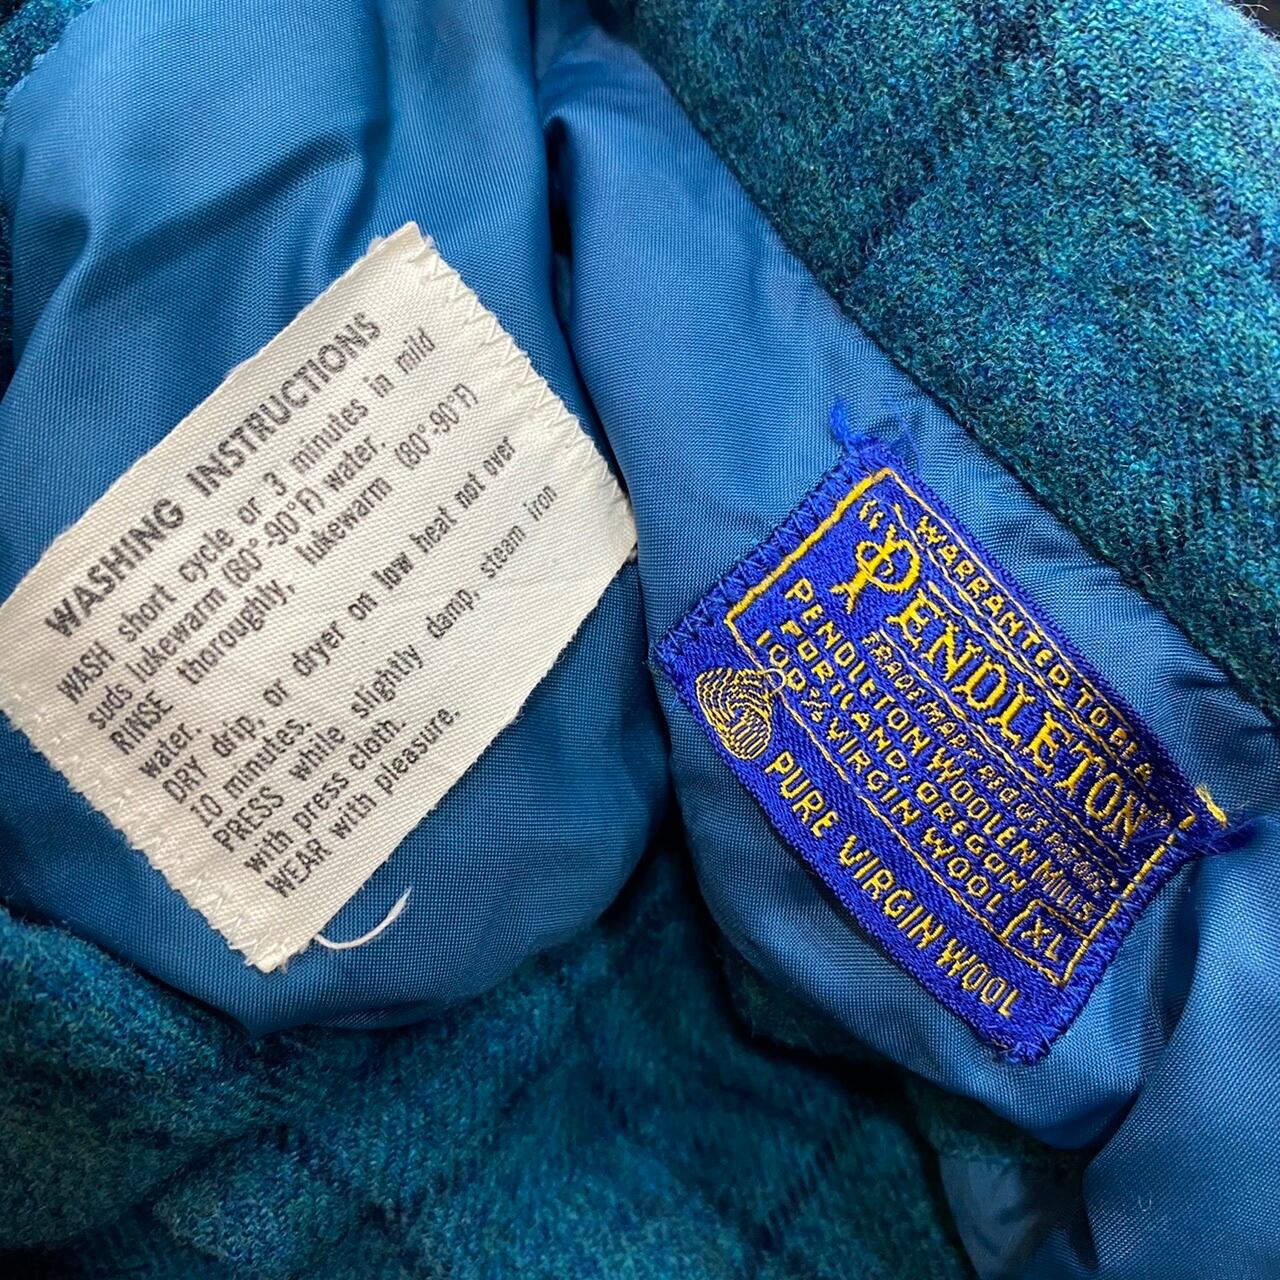 WASHING INSTRUCTIONS
WASH short cycle or 3 minutes in mild
suds lukewarm (80°-90°F) water.
RINSE thoroughly, lukewarm (80°-90°F)
water.
DRY drip, or dryer on low heat not over
10 minutes.
PRESS while slightly damp, steam iron
with press cloth.
WEAR with pleasure.
WARRANTED TO BE A
"PENDLETON"
TRADE MARK REG U S PAT OFF
PENDLETON WOOLEN MILLS
PORTLAND, OREGON
100% VIRGIN WOOL
XL
PURE VIRGIN WOOL